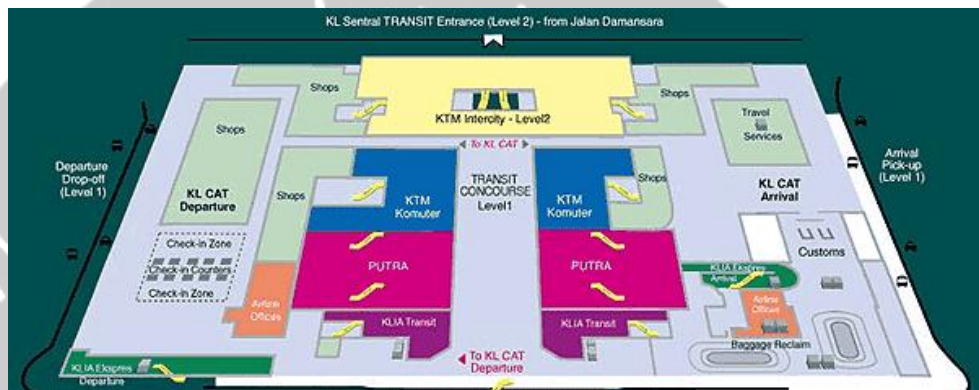 KL Sentral TRANSIT Entrance (Level 2) - from Jalan Damansara
Shops
KTM Intercity - Level2
Shops
Shops
Travel
Services
Departure
Drop-off
(Level 1)
Arrival
Pick-up
(Level 1)
To KL CAT
KL CAT
Departure
Shops
KTM
Komuter
TRANSIT
CONCOURSE
Level1
KTM
Komuter
Shops
KL CAT
Arrival
Check-in Zone
Check-in Counters
Check-in Zone
Customs
PUTRA
PUTRA
KLIA Ekspres
Arrival
Airline
Offices
Airline
Offices
KLIA Transit
KLIA Transit
Baggage Reclaim
To KL CAT
Departure
KLIA Ekspres
Departure